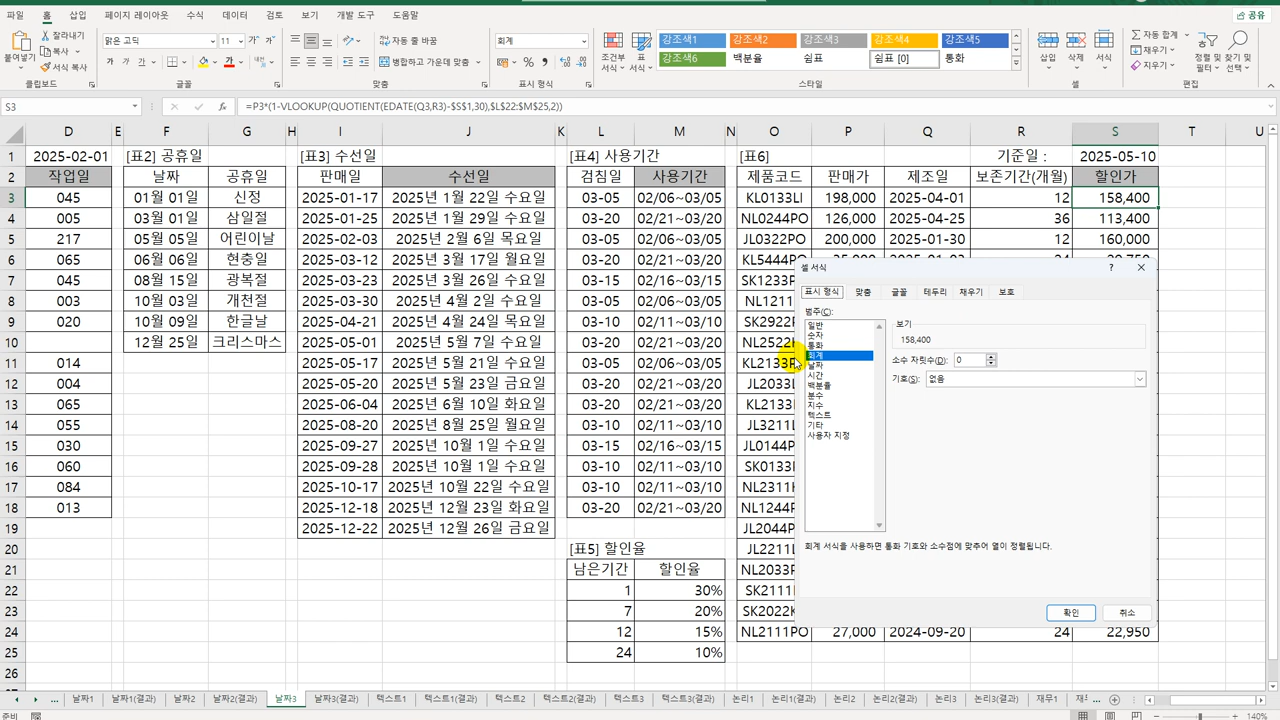 파일 홈 삽입 페이지 레이아웃 수식 데이터 검토 보기 개발 도구 도움말 공유
붙여넣기 잘라내기 복사 서식 복사 맑은 고딕 11 자동 줄 바꿈 병합하고 가운데 맞춤 회계 조건부 서식 표 서식 강조색1 강조색2 강조색3 강조색4 강조색5 강조색6 백분율 쉼표 쉼표 [0] 통화 삽입 삭제 서식 자동 합계 채우기 지우기 정렬 및 필터 찾기 및 선택
클립보드 글꼴 맞춤 표시 형식 스타일 셀 편집
S3 fx =P3*(1-VLOOKUP(QUOTIENT(EDATE(Q3,R3)-$S$1,30),$L$22:$M$25,2))
D E F G H I J K L M N O P Q R S T U
1 2025-02-01 [표2] 공휴일 [표3] 수선일 [표4] 사용기간 [표6] 기준일 : 2025-05-10
2 작업일 날짜 공휴일 판매일 수선일 검침일 사용기간 제품코드 판매가 제조일 보존기간(개월) 할인가
3 045 01월 01일 신정 2025-01-17 2025년 1월 22일 수요일 03-05 02/06~03/05 KL0133LI 198,000 2025-04-01 12 158,400
4 005 03월 01일 삼일절 2025-01-25 2025년 1월 29일 수요일 03-20 02/21~03/20 NL0244PO 126,000 2025-04-25 36 113,400
5 217 05월 05일 어린이날 2025-02-03 2025년 2월 6일 목요일 03-05 02/06~03/05 JL0322PO 200,000 2025-01-30 12 160,000
6 065 06월 06일 현충일 2025-03-12 2025년 3월 17일 월요일 03-20 02/21~03/20 KL5444PO
7 045 08월 15일 광복절 2025-03-23 2025년 3월 26일 수요일 03-15 02/16~03/15 SK1233
8 003 10월 03일 개천절 2025-03-30 2025년 4월 2일 수요일 03-10 02/11~03/10 NL1211
9 020 10월 09일 한글날 2025-04-21 2025년 4월 24일 목요일 03-10 02/11~03/10 SK2922
10 12월 25일 크리스마스 2025-05-01 2025년 5월 7일 수요일 03-20 02/21~03/20 NL2522
11 014 2025-05-17 2025년 5월 21일 수요일 03-05 02/06~03/05 KL2133
12 004 2025-05-20 2025년 5월 23일 금요일 03-20 02/21~03/20 JL2033
13 065 2025-06-04 2025년 6월 10일 화요일 03-20 02/21~03/20 KL2133
14 055 2025-08-20 2025년 8월 25일 월요일 03-10 02/11~03/10 JL3211
15 030 2025-09-27 2025년 10월 1일 수요일 03-15 02/16~03/15 JL0144P
16 060 2025-09-28 2025년 10월 1일 수요일 03-10 02/11~03/10 SK0133
17 084 2025-10-17 2025년 10월 22일 수요일 03-10 02/11~03/10 NL2311
18 013 2025-12-18 2025년 12월 23일 화요일 03-20 02/21~03/20 NL1244
19 2025-12-22 2025년 12월 26일 금요일 JL2044
20 [표5] 할인율 JL2211
21 남은기간 할인율 NL2033
22 1 30% SK2111
23 7 20% SK2022
24 12 15% NL2111PO 27,000 2024-09-20 24 22,950
25 24 10%
26
셀 서식 ?
표시 형식 맞춤 글꼴 테두리 채우기 보호
범주(C):
일반
숫자
통화
회계
날짜
시간
백분율
분수
지수
텍스트
기타
사용자 지정
보기
158,400
소수 자릿수(D): 0
기호(S): 없음
회계 서식을 사용하면 통화 기호와 소수점에 맞추어 열이 정렬됩니다.
확인 취소
... 날짜1 날짜1(결과) 날짜2 날짜2(결과) 날짜3 날짜3(결과) 텍스트1 텍스트1(결과) 텍스트2 텍스트2(결과) 텍스트3 텍스트3(결과) 논리1 논리1(결과) 논리2 논리2(결과) 논리3 논리3(결과) 재무1 ...
준비 140%